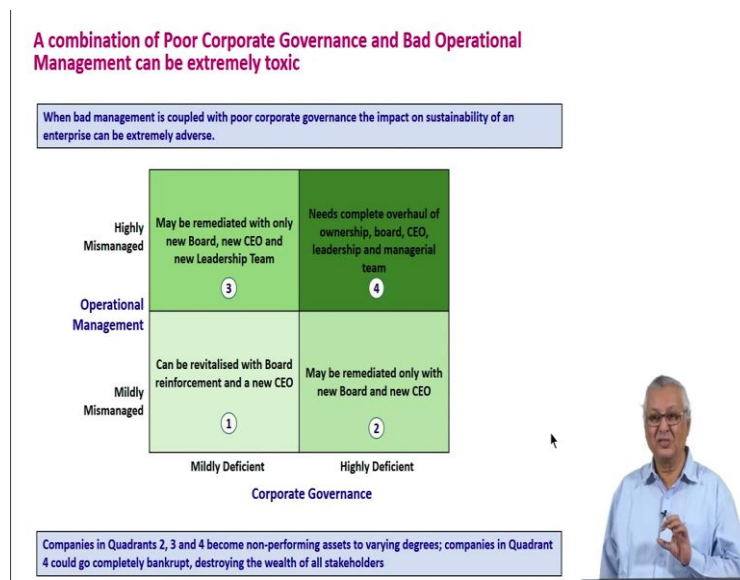 A combination of Poor Corporate Governance and Bad Operational
Management can be extremely toxic
When bad management is coupled with poor corporate governance the impact on sustainability of an
enterprise can be extremely adverse.
Highly
Mismanaged
May be remediated with only
new Board, new CEO and
new Leadership Team
3
Needs complete overhaul of
ownership, board, CEO,
leadership and managerial
team
4
Operational
Management
Mildly
Mismanaged
Can be revitalised with Board
reinforcement and a new CEO
1
May be remediated only with
new Board and new CEO
2
Mildly Deficient
Highly Deficient
Corporate Governance
Companies in Quadrants 2, 3 and 4 become non-performing assets to varying degrees; companies in Quadrant
4 could go completely bankrupt, destroying the wealth of all stakeholders